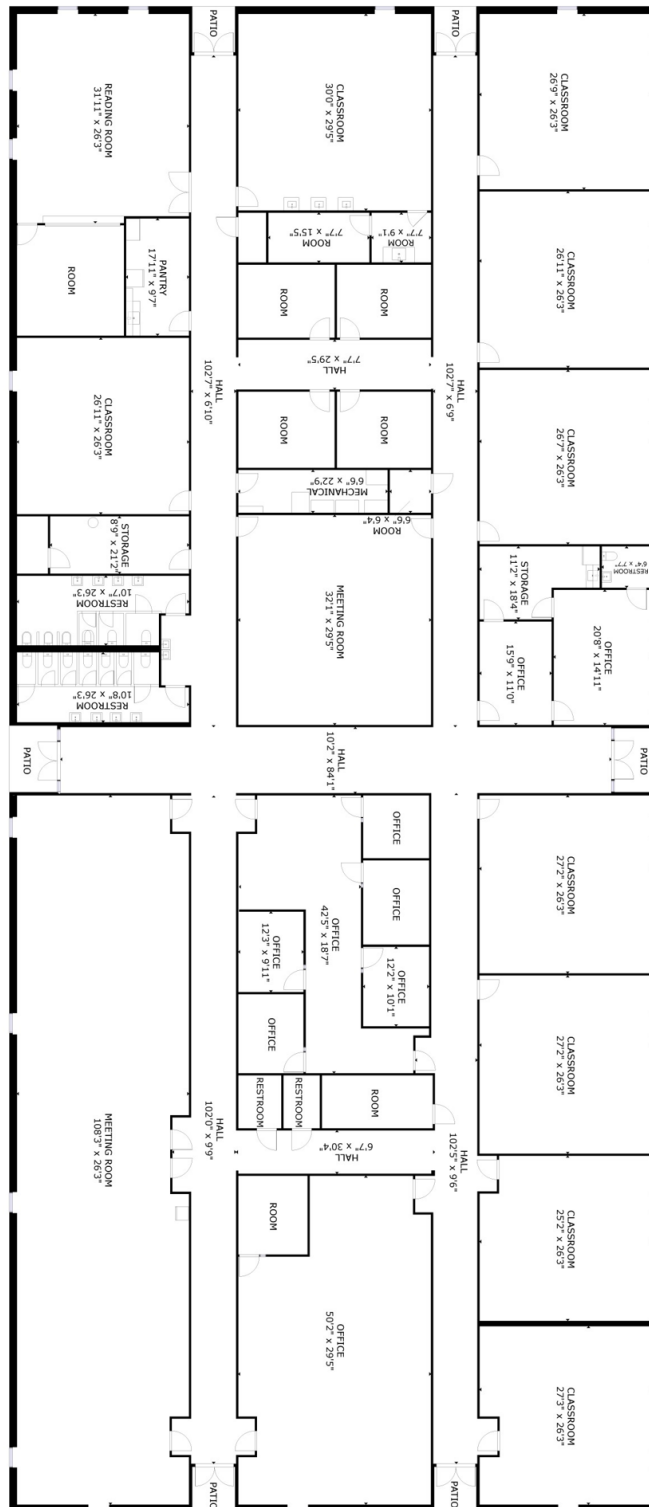 PATIO
PATIO
READING ROOM
31'11" x 26'3"
CLASSROOM
30'0" x 29'5"
CLASSROOM
26'9" x 26'3"
ROOM
PANTRY
17'11" x 9'7"
7'7" x 15'5"
ROOM
7'7" x 9'1"
ROOM
CLASSROOM
26'11" x 26'3"
ROOM
ROOM
HALL
102'7" x 6'10"
7'7" x 29'5"
HALL
HALL
102'7" x 6'9"
CLASSROOM
26'11" x 26'3"
ROOM
ROOM
CLASSROOM
26'7" x 26'3"
6'6" x 22'9"
MECHANICAL
6'6" x 6'4"
ROOM
STORAGE
8'9" x 21'2"
10'7" x 26'3"
RESTROOM
MEETING ROOM
32'1" x 29'5"
STORAGE
11'2" x 18'4"
6'4" x 7'7"
RESTROOM
OFFICE
20'8" x 14'11"
OFFICE
15'9" x 11'0"
10'8" x 26'3"
RESTROOM
PATIO
HALL
10'2" x 84'1"
PATIO
OFFICE
OFFICE
CLASSROOM
27'2" x 26'3"
OFFICE
42'5" x 18'7"
OFFICE
12'3" x 9'11"
OFFICE
12'2" x 10'1"
CLASSROOM
27'2" x 26'3"
OFFICE
RESTROOM
RESTROOM
ROOM
MEETING ROOM
108'3" x 26'3"
HALL
102'0" x 9'9"
6'7" x 30'4"
HALL
HALL
102'5" x 9'6"
CLASSROOM
25'2" x 26'3"
ROOM
OFFICE
50'2" x 29'5"
CLASSROOM
27'3" x 26'3"
PATIO
PATIO